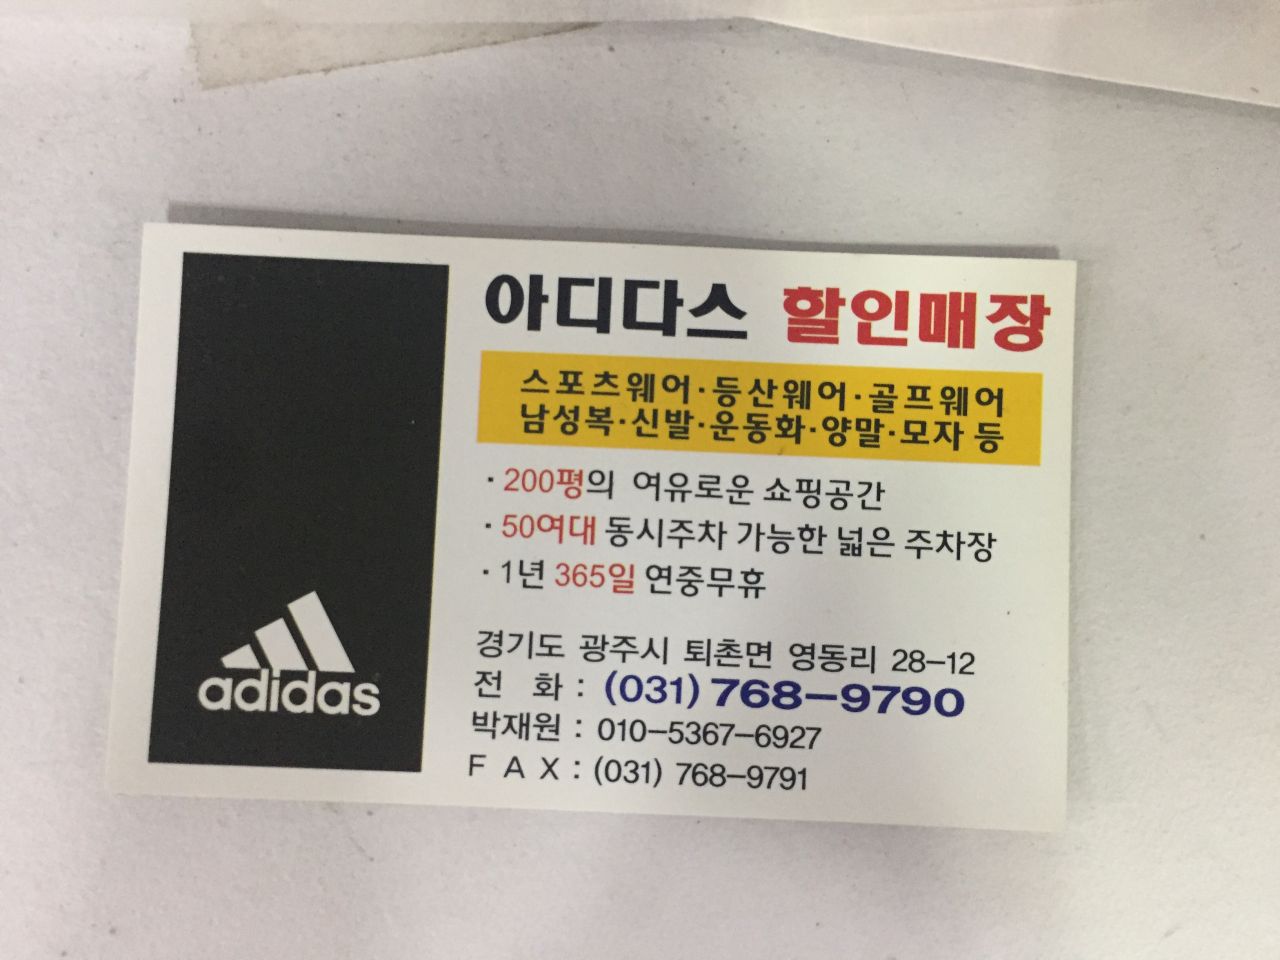 아디다스 할인매장
스포츠웨어·등산웨어·골프웨어
남성복·신발·운동화·양말·모자 등
· 200평의 여유로운 쇼핑공간
· 50여대 동시주차 가능한 넓은 주차장
· 1년 365일 연중무휴
adidas
경기도 광주시 퇴촌면 영동리 28-12
전 화 : (031) 768-9790
박재원 : 010-5367-6927
F A X : (031) 768-9791